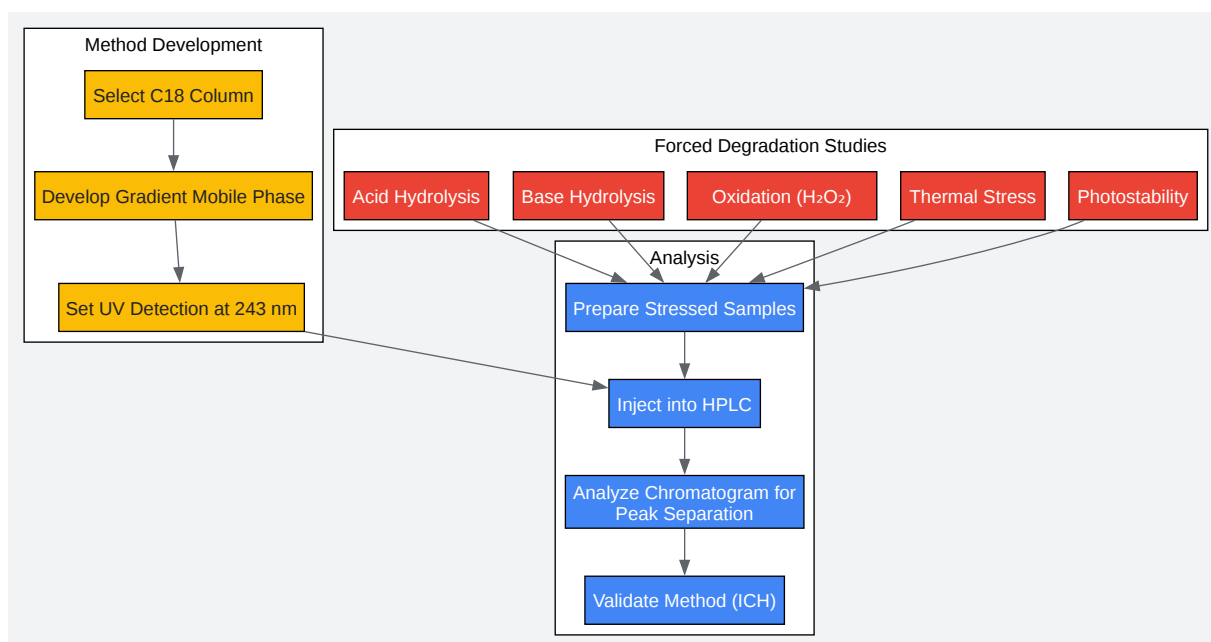 Method Development
Select C18 Column
Develop Gradient Mobile Phase
Set UV Detection at 243 nm
Forced Degradation Studies
Acid Hydrolysis
Base Hydrolysis
Oxidation (H₂O₂)
Thermal Stress
Photostability
Analysis
Prepare Stressed Samples
Inject into HPLC
Analyze Chromatogram for
Peak Separation
Validate Method (ICH)